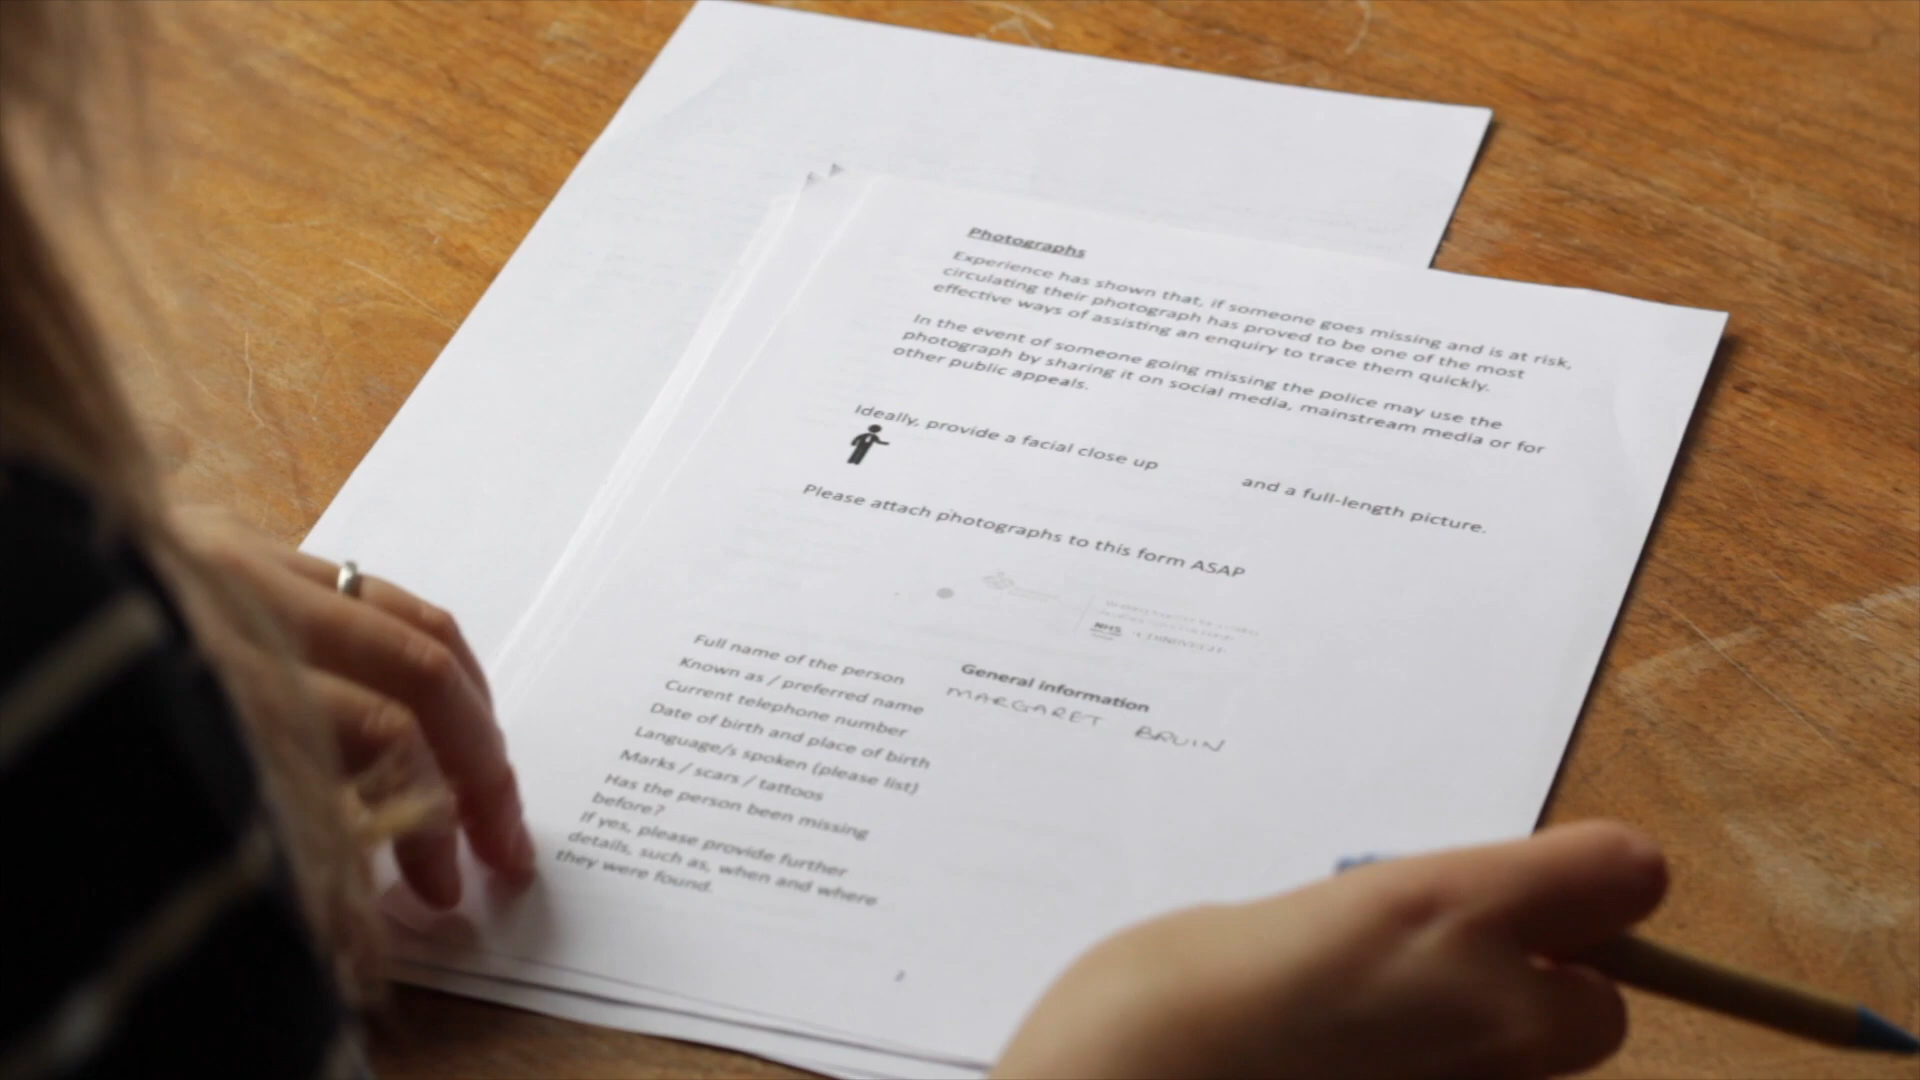 Photographs
Experience has shown that, if someone goes missing and is at risk,
circulating their photograph has proved to be one of the most
effective ways of assisting an enquiry to trace them quickly.
In the event of someone going missing the police may use the
photograph by sharing it on social media, mainstream media or for
other public appeals.
Ideally, provide a facial close up and a full-length picture.
Please attach photographs to this form ASAP
NHS
General information
Full name of the person MARGARET BRUIN
Known as / preferred name
Current telephone number
Date of birth and place of birth
Language/s spoken (please list)
Marks / scars / tattoos
Has the person been missing
before?
If yes, please provide further
details, such as, when and where
they were found.